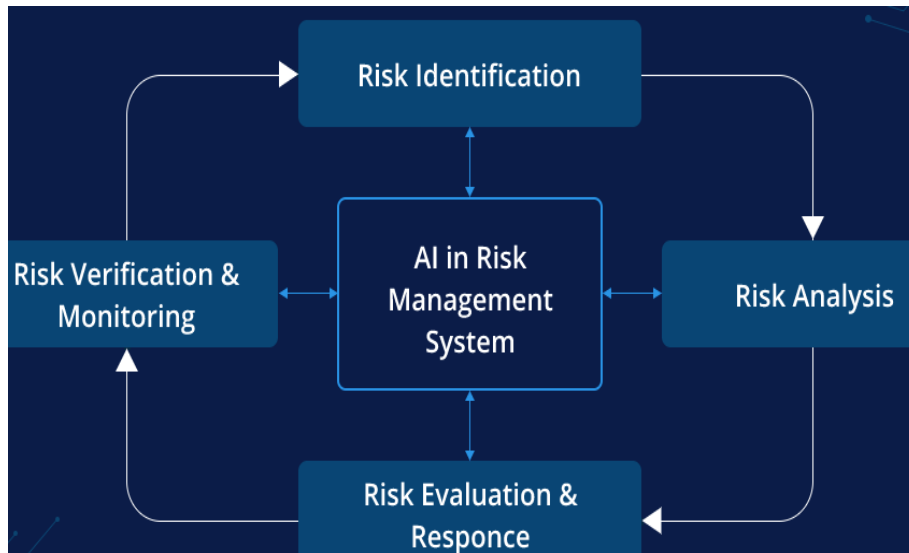 Risk Identification
AI in Risk
Management
System
Risk Verification &
Monitoring
Risk Analysis
Risk Evaluation &
Responce